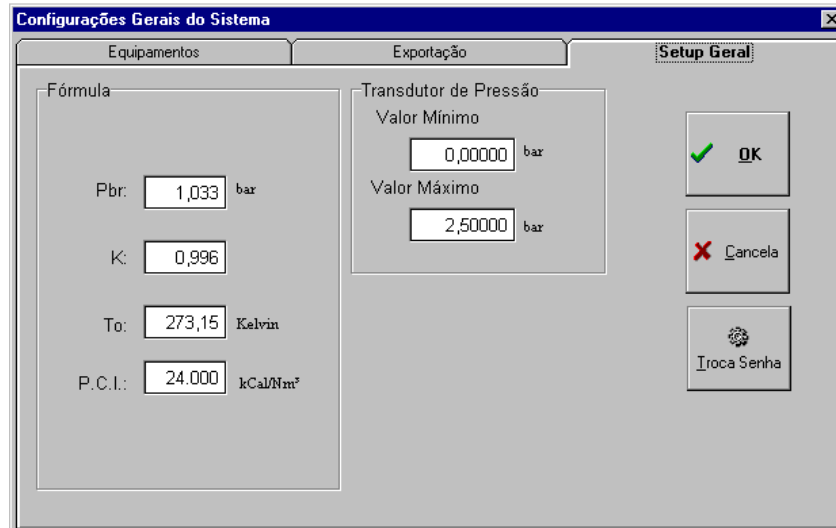 Configurações Gerais do Sistema
Equipamentos
Exportação
Setup Geral
Fórmula
Pbr: 1,033 bar
K: 0,996
To: 273,15 Kelvin
P.C.I.: 24.000 kCal/Nm³
Transdutor de Pressão
Valor Mínimo
0,00000 bar
Valor Máximo
2,50000 bar
OK
Cancela
Troca Senha